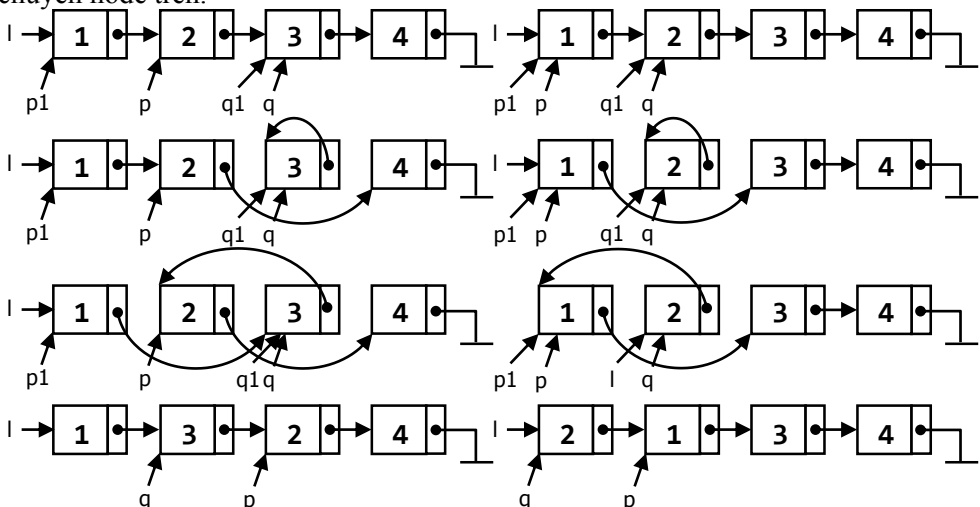 chuyển node trên.
l 1 2 3 4 l 1 2 3 4
p1 p q1 q p1 p q1 q
l 1 2 3 4 l 1 2 3 4
p1 p q1 q p1 p q1 q
l 1 2 3 4 1 2 3 4
p1 p q1 q p1 p l q
l 1 3 2 4 l 2 1 3 4
q p q p